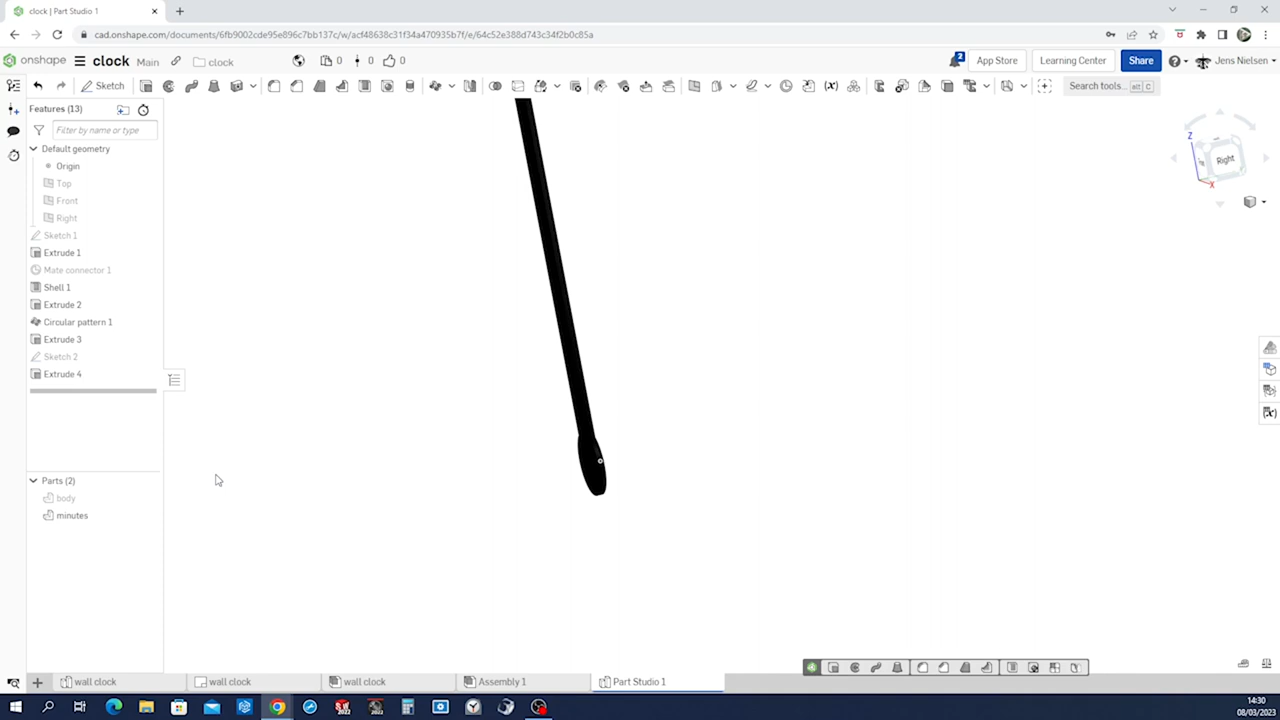 clock | Part Studio 1
cad.onshape.com/documents/6fb9002cde95e896c7bb137c/w/acf48638c31f34a470935b7f/e/64c52e388d743c34f2b0c85a
onshape
clock Main
clock
0 0 0
2
App Store
Learning Center
Share
Jens Nielsen
Sketch
Search tools... alt C
Features (13)
Filter by name or type
Default geometry
Origin
Top
Front
Right
Sketch 1
Extrude 1
Mate connector 1
Shell 1
Extrude 2
Circular pattern 1
Extrude 3
Sketch 2
Extrude 4
Parts (2)
body
minutes
Z
Right
X
wall clock
wall clock
wall clock
Assembly 1
Part Studio 1
14:30
08/03/2023